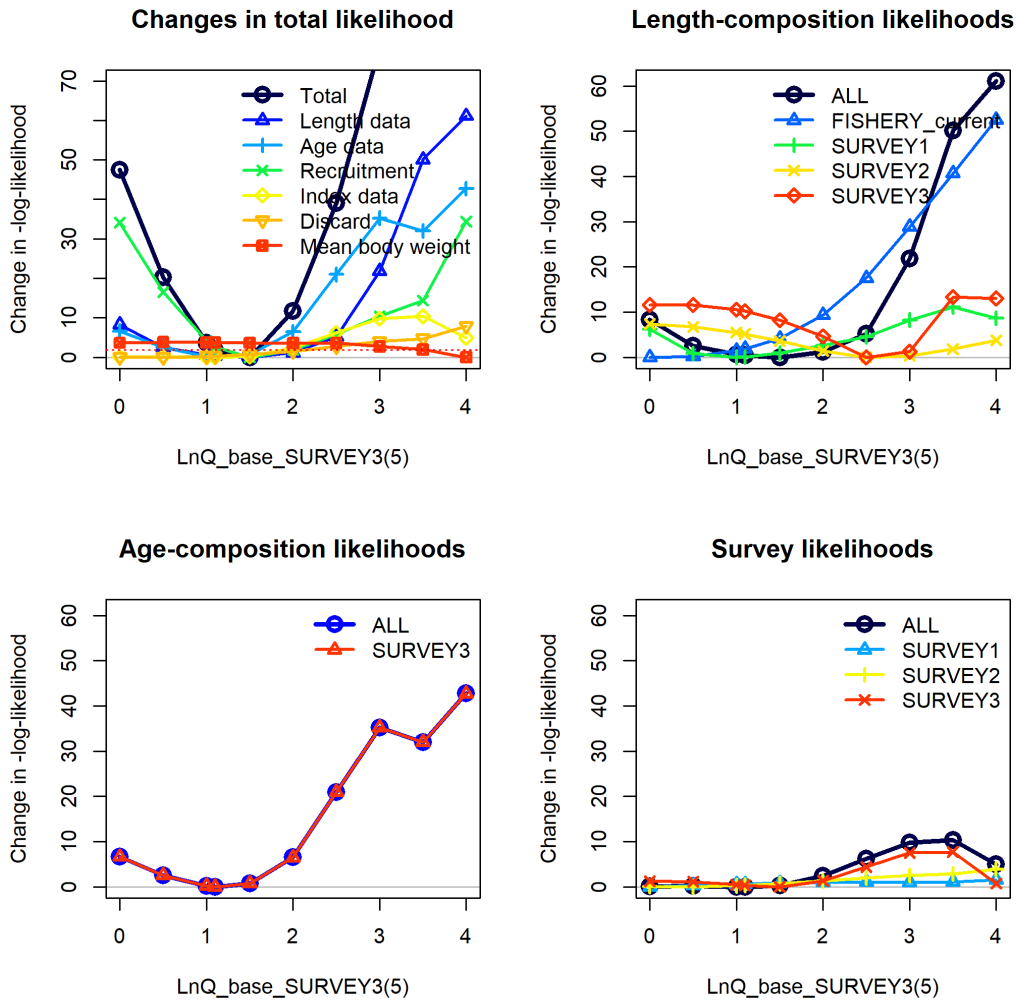 Changes in total likelihood
Change in -log-likelihood
70
50
30
10
0
Total
Length data
Age data
Recruitment
Index data
Discard
Mean body weight
0 1 2 3 4
LnQ_base_SURVEY3(5)
Length-composition likelihoods
Change in -log-likelihood
60
50
40
30
20
10
0
ALL
FISHERY_current
SURVEY1
SURVEY2
SURVEY3
0 1 2 3 4
LnQ_base_SURVEY3(5)
Age-composition likelihoods
Change in -log-likelihood
60
50
40
30
20
10
0
ALL
SURVEY3
0 1 2 3 4
LnQ_base_SURVEY3(5)
Survey likelihoods
Change in -log-likelihood
60
50
40
30
20
10
0
ALL
SURVEY1
SURVEY2
SURVEY3
0 1 2 3 4
LnQ_base_SURVEY3(5)